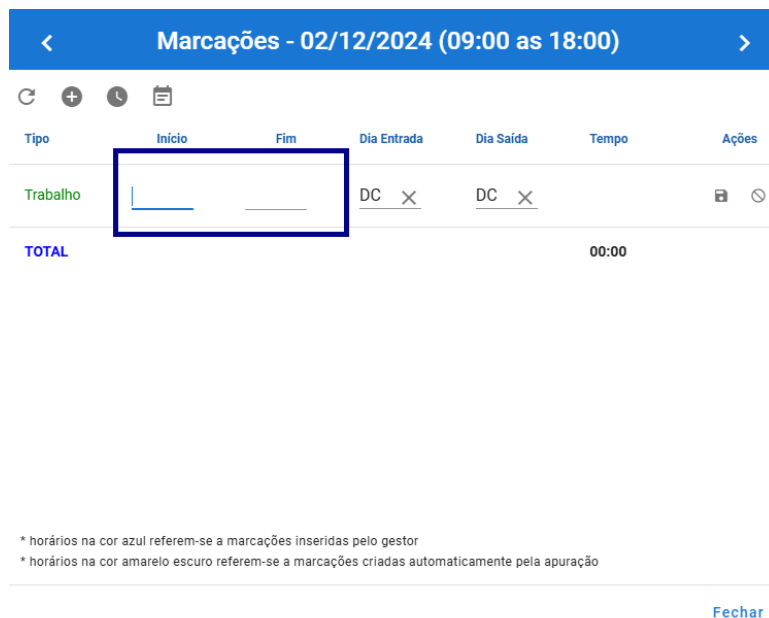 Marcações - 02/12/2024 (09:00 as 18:00)
Tipo Início Fim Dia Entrada Dia Saída Tempo Ações
Trabalho DC DC
TOTAL 00:00
* horários na cor azul referem-se a marcações inseridas pelo gestor
* horários na cor amarelo escuro referem-se a marcações criadas automaticamente pela apuração
Fechar